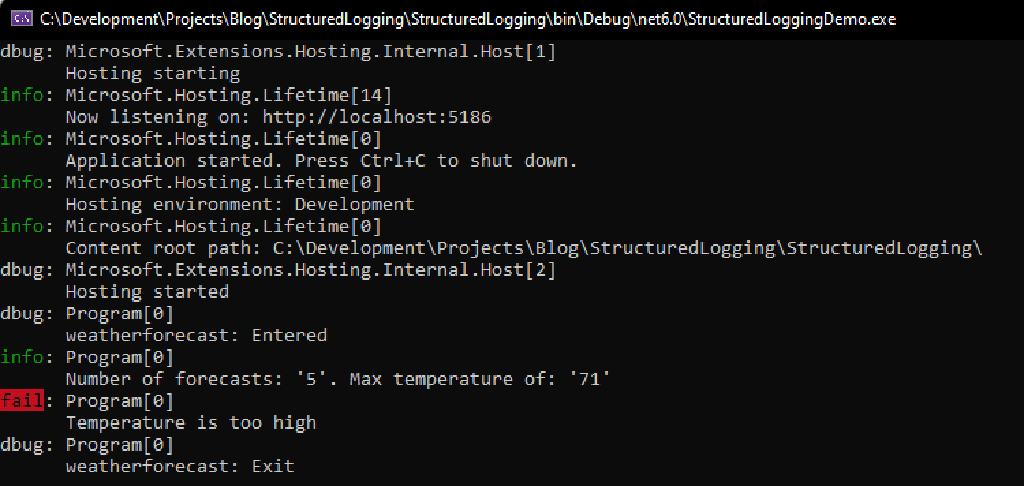 C:\Development\Projects\Blog\StructuredLogging\StructuredLogging\bin\Debug\net6.0\StructuredLoggingDemo.exe
dbug: Microsoft.Extensions.Hosting.Internal.Host[1]
      Hosting starting
info: Microsoft.Hosting.Lifetime[14]
      Now listening on: http://localhost:5186
info: Microsoft.Hosting.Lifetime[0]
      Application started. Press Ctrl+C to shut down.
info: Microsoft.Hosting.Lifetime[0]
      Hosting environment: Development
info: Microsoft.Hosting.Lifetime[0]
      Content root path: C:\Development\Projects\Blog\StructuredLogging\StructuredLogging\
dbug: Microsoft.Extensions.Hosting.Internal.Host[2]
      Hosting started
dbug: Program[0]
      weatherforecast: Entered
info: Program[0]
      Number of forecasts: '5'. Max temperature of: '71'
fail: Program[0]
      Temperature is too high
dbug: Program[0]
      weatherforecast: Exit